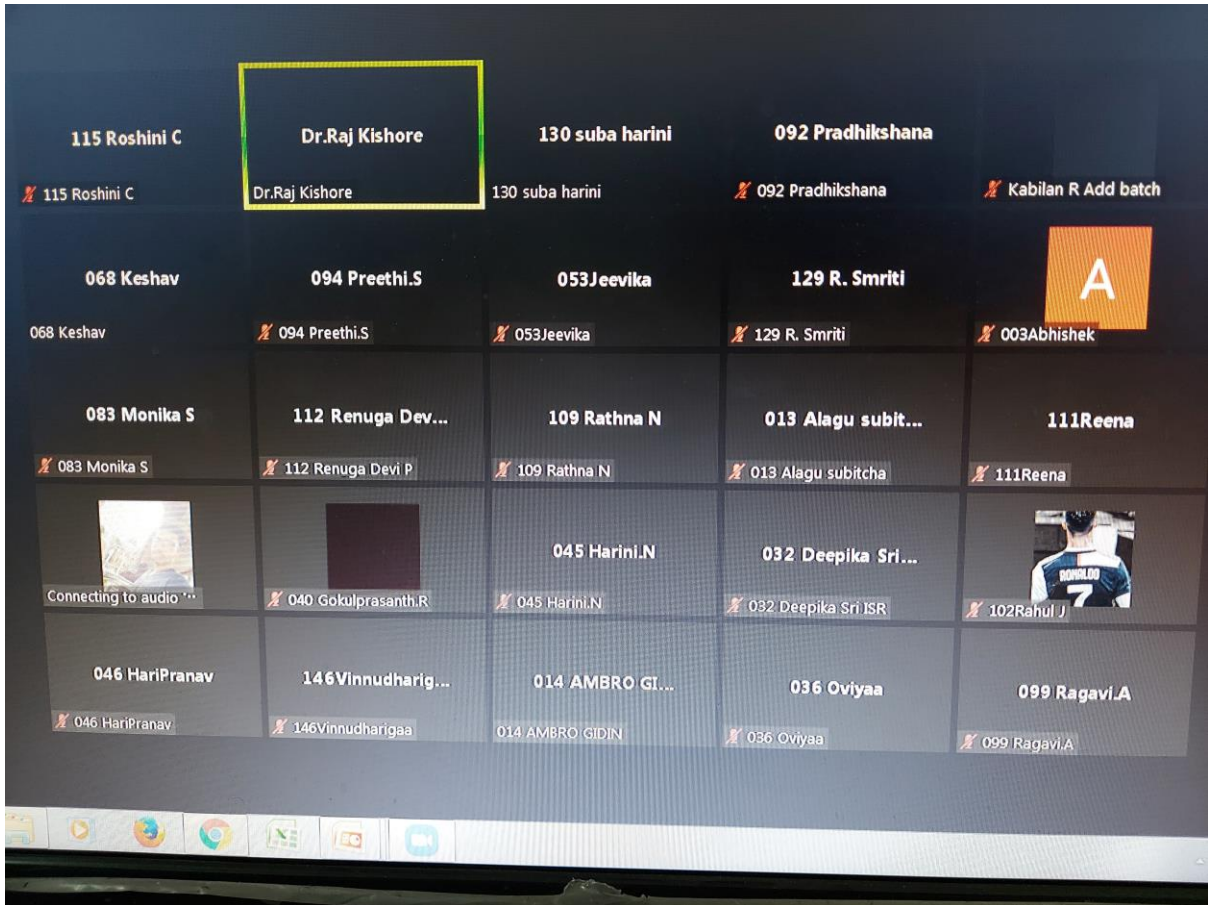 115 Roshini C
115 Roshini C
Dr.Raj Kishore
Dr.Raj Kishore
130 suba harini
130 suba harini
092 Pradhikshana
092 Pradhikshana
Kabilan R Add batch
068 Keshav
068 Keshav
094 Preethi.S
094 Preethi.S
053Jeevika
053Jeevika
129 R. Smriti
129 R. Smriti
A
003Abhishek
083 Monika S
083 Monika S
112 Renuga Dev...
112 Renuga Devi P
109 Rathna N
109 Rathna N
013 Alagu subit...
013 Alagu subitcha
111Reena
111Reena
Connecting to audio ...
040 Gokulprasanth.R
045 Harini.N
045 Harini.N
032 Deepika Sri...
032 Deepika Sri ISR
RONALDO
7
102Rahul J
046 HariPranav
046 HariPranav
146Vinnudharig...
146Vinnudharigaa
014 AMBRO GI...
014 AMBRO GIDIN
036 Oviyaa
036 Oviyaa
099 Ragavi.A
099 Ragavi.A